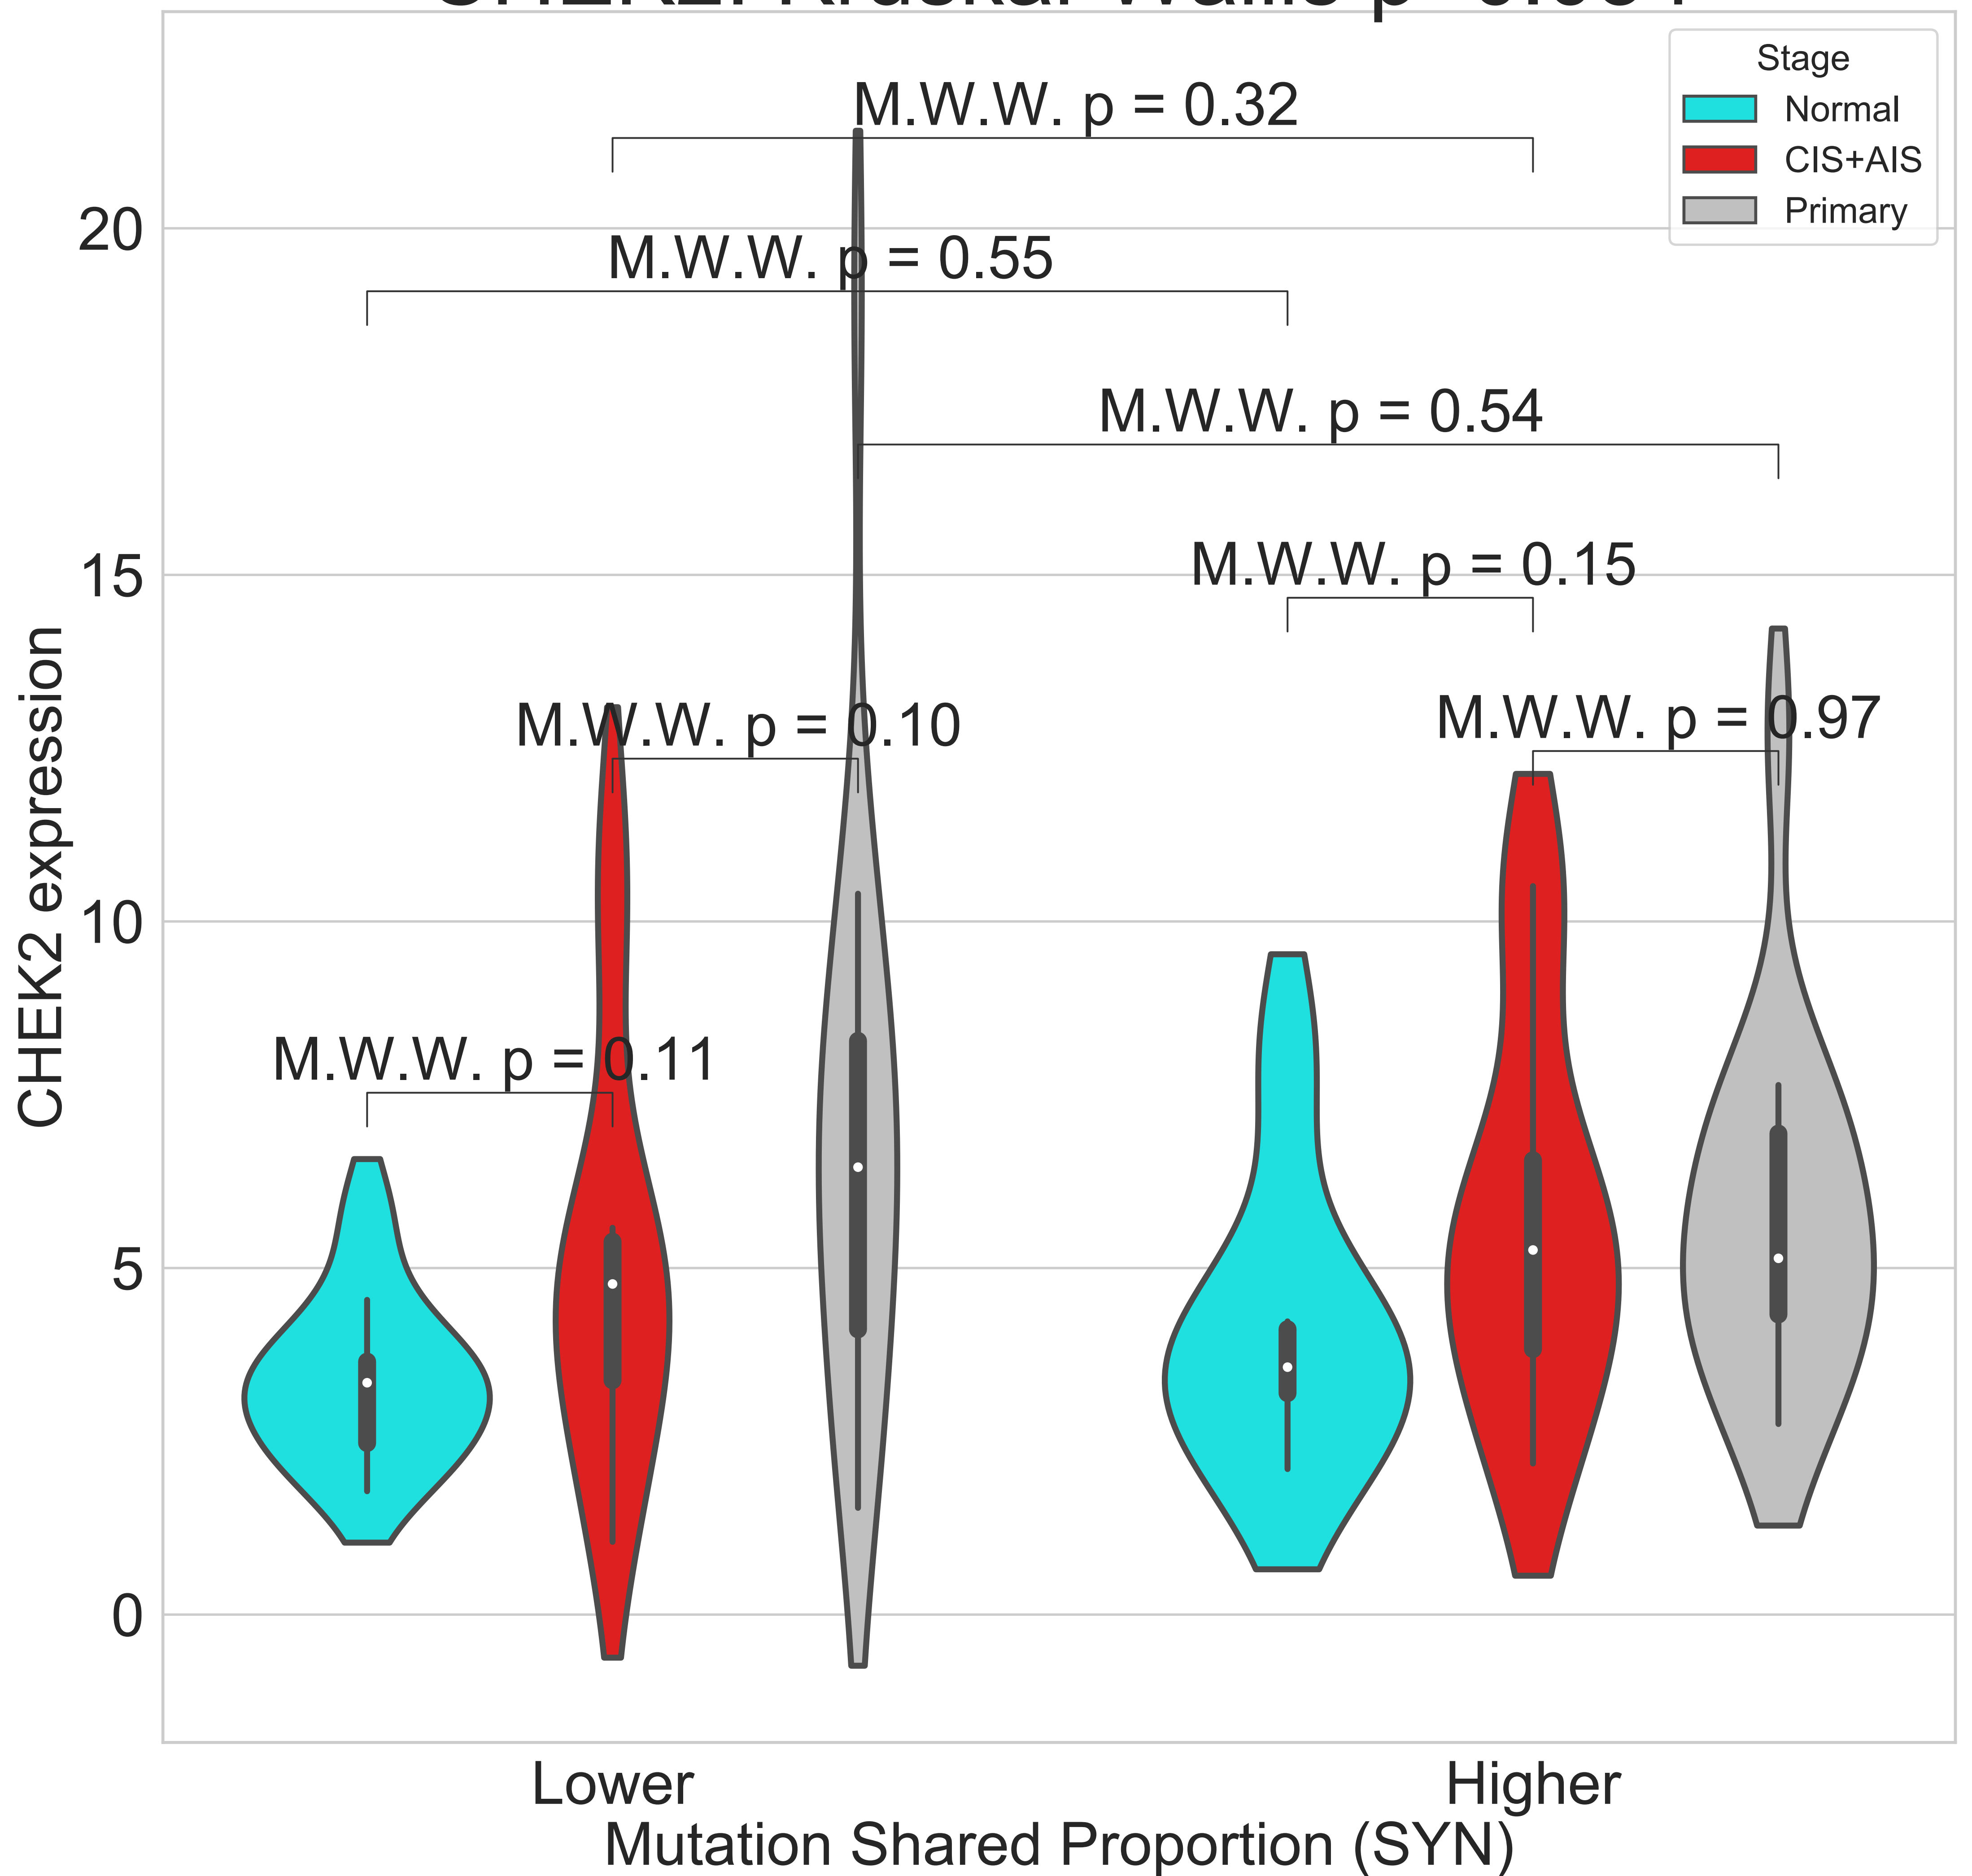 Stage
Normal
CIS+AIS
Primary
M.W.W. p = 0.32
M.W.W. p = 0.55
M.W.W. p = 0.54
M.W.W. p = 0.15
M.W.W. p = 0.10
M.W.W. p = 0.97
M.W.W. p = 0.11
20
15
10
5
0
CHEK2 expression
Lower
Higher
Mutation Shared Proportion (SYN)